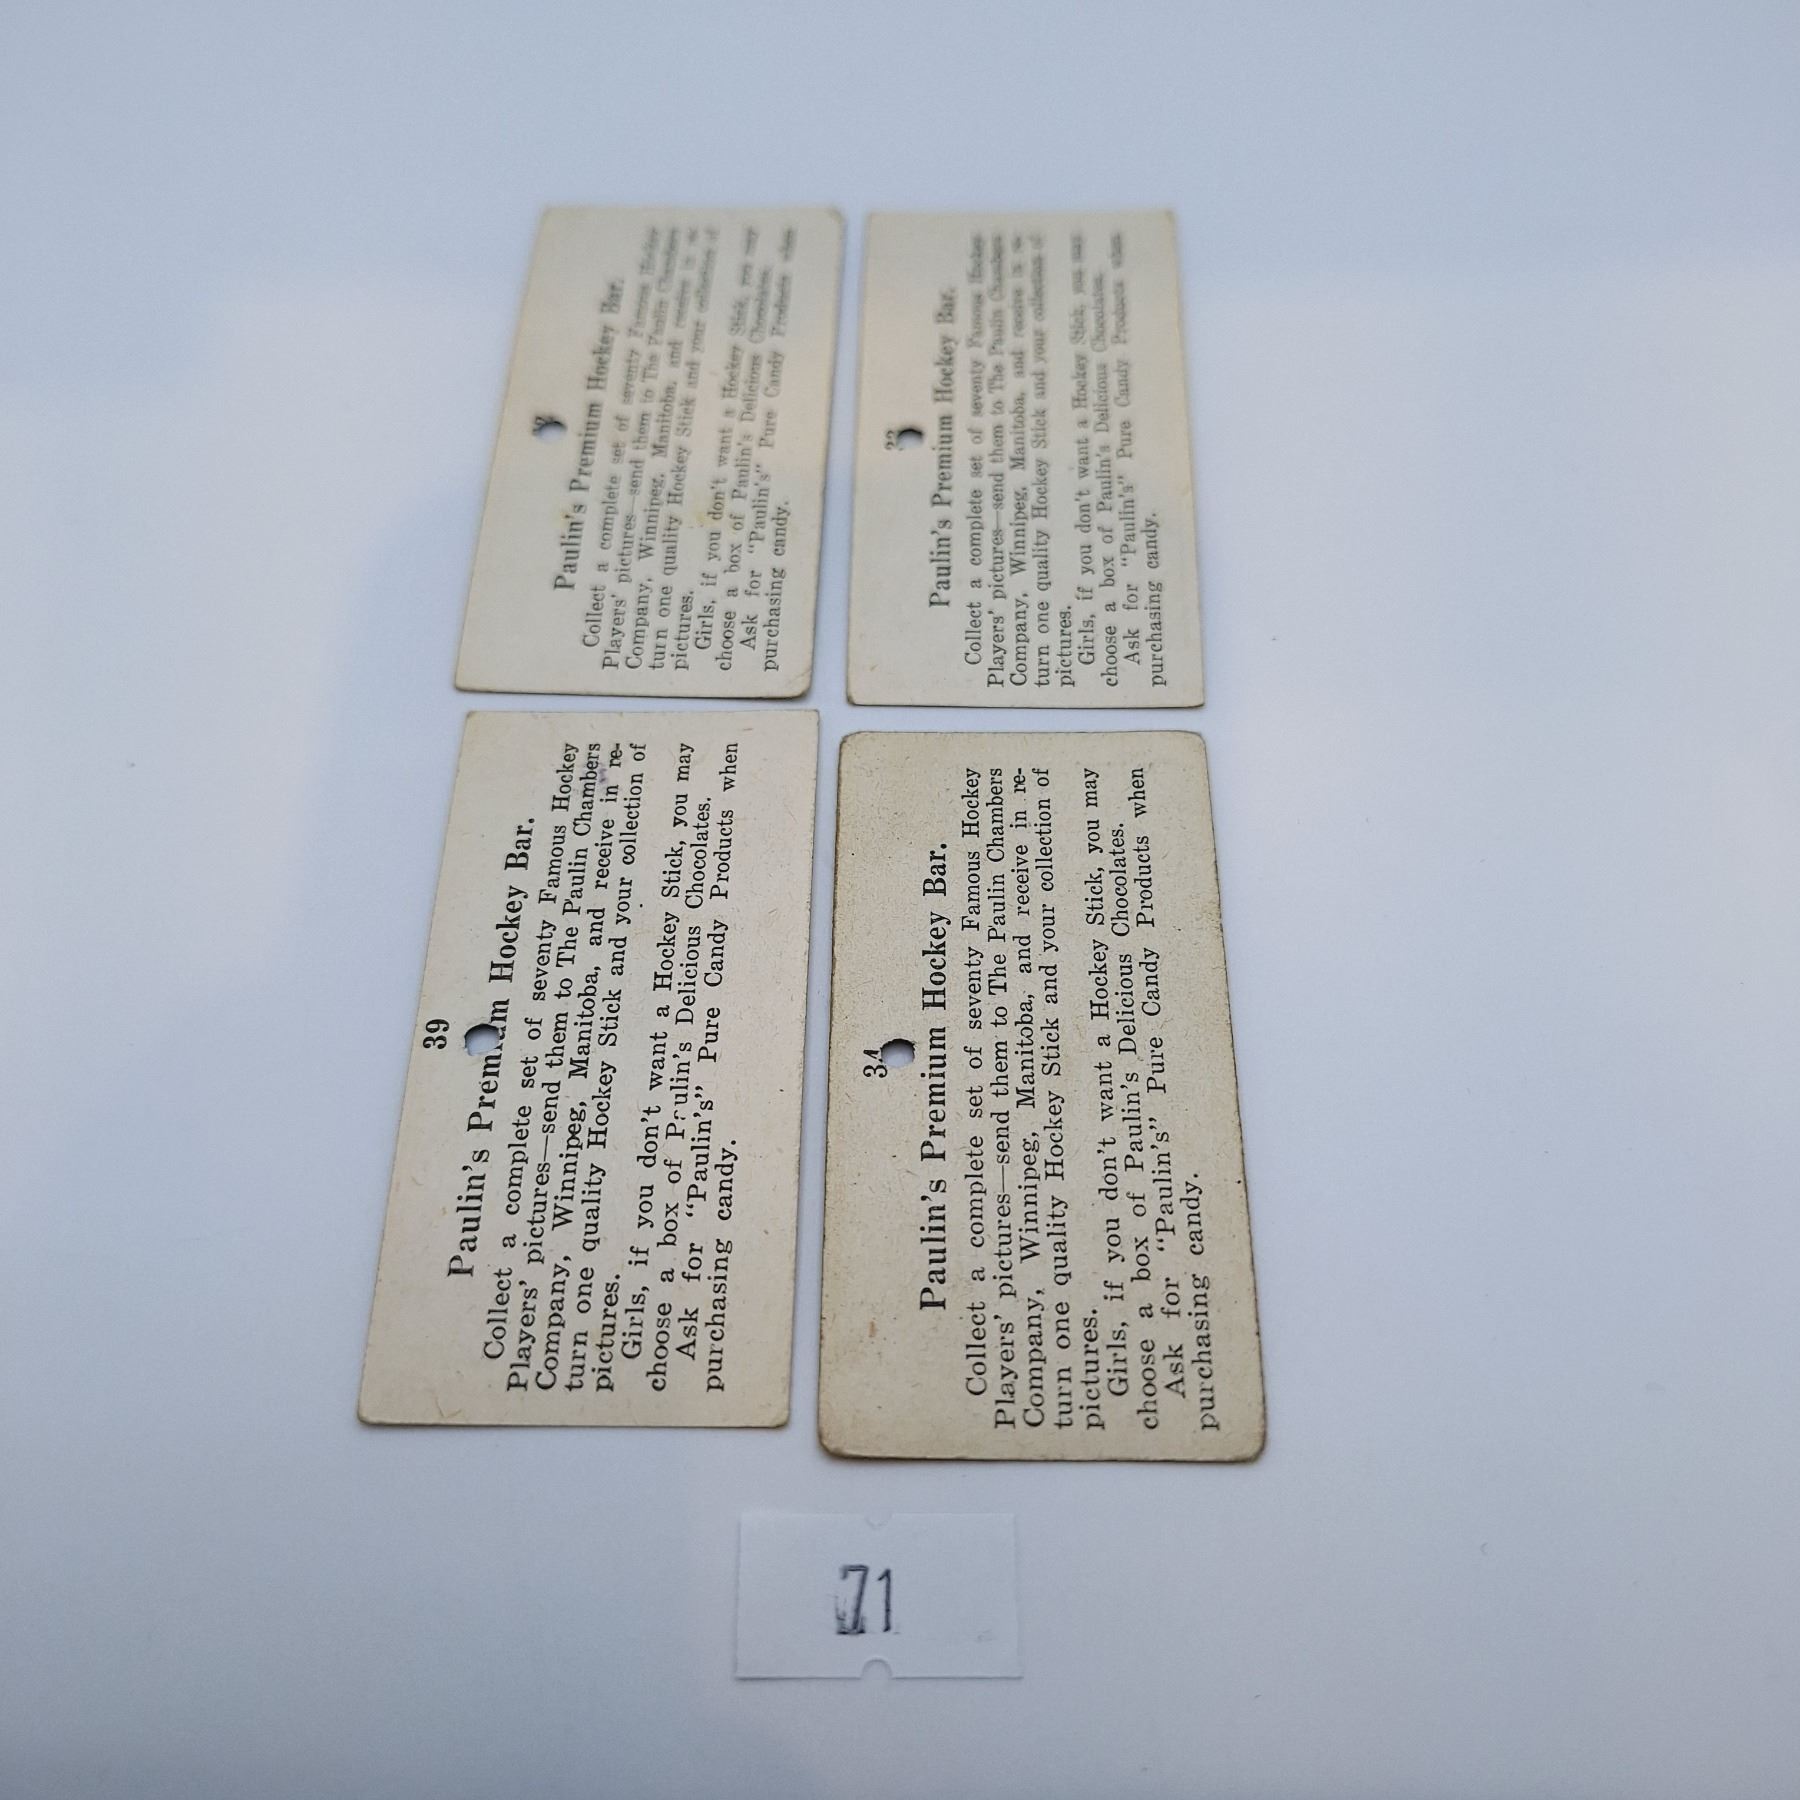 Paulin's Premium Hockey Bar.
Collect a complete set of seventy Famous Hockey
Players' pictures—send them to The Paulin Chambers
Company, Winnipeg, Manitoba, and receive in re-
turn one quality Hockey Stick and your collection of
pictures.
Girls, if you don't want a Hockey Stick, you may
choose a box of Paulin's Delicious Chocolates.
Ask for "Paulin's" Pure Candy Products when
purchasing candy.
Paulin's Premium Hockey Bar.
Collect a complete set of seventy Famous Hockey
Players' pictures—send them to The Paulin Chambers
Company, Winnipeg, Manitoba, and receive in re-
turn one quality Hockey Stick and your collection of
pictures.
Girls, if you don't want a Hockey Stick, you may
choose a box of Paulin's Delicious Chocolates.
Ask for "Paulin's" Pure Candy Products when
purchasing candy.
39
Paulin's Premium Hockey Bar.
Collect a complete set of seventy Famous Hockey
Players' pictures—send them to The Paulin Chambers
Company, Winnipeg, Manitoba, and receive in re-
turn one quality Hockey Stick and your collection of
pictures.
Girls, if you don't want a Hockey Stick, you may
choose a box of Paulin's Delicious Chocolates.
Ask for "Paulin's" Pure Candy Products when
purchasing candy.
34
Paulin's Premium Hockey Bar.
Collect a complete set of seventy Famous Hockey
Players' pictures—send them to The Paulin Chambers
Company, Winnipeg, Manitoba, and receive in re-
turn one quality Hockey Stick and your collection of
pictures.
Girls, if you don't want a Hockey Stick, you may
choose a box of Paulin's Delicious Chocolates.
Ask for "Paulin's" Pure Candy Products when
purchasing candy.
71